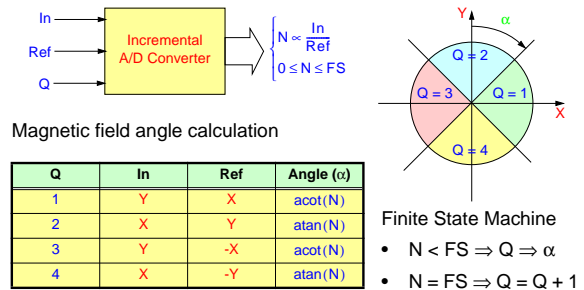 In
Ref
Q
Incremental
A/D Converter
N ∝ In/Ref
0 ≤ N ≤ FS
Y
α
Q = 2
Q = 3
Q = 1
X
Q = 4
Magnetic field angle calculation
Q In Ref Angle (α)
1 Y X acot(N)
2 X Y atan(N)
3 Y -X acot(N)
4 X -Y atan(N)
Finite State Machine
• N < FS ⇒ Q ⇒ α
• N = FS ⇒ Q = Q + 1